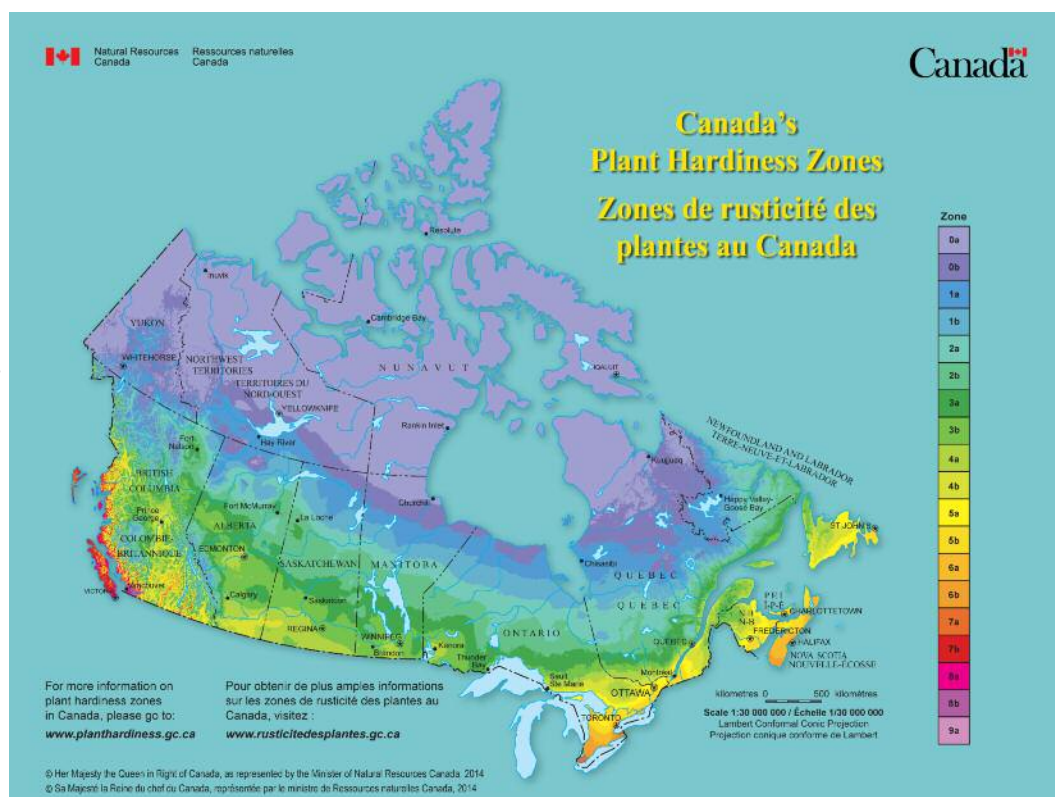 Natural Resources
Canada
Ressources naturelles
Canada
Canada
Canada's
Plant Hardiness Zones
Zones de rusticité des
plantes au Canada
Zone
0a
0b
1a
1b
2a
2b
3a
3b
4a
4b
5a
5b
6a
6b
7a
7b
8a
8b
9a
Resolute
Inuvik
Cambridge Bay
YUKON
WHITEHORSE
NORTHWEST
TERRITORIES
TERRITOIRES DU
NORD-OUEST
YELLOWKNIFE
Hay River
NUNAVUT
IQALUIT
Rankin Inlet
Kuujjuaq
NEWFOUNDLAND AND LABRADOR
TERRE-NEUVE-ET-LABRADOR
Fort
Nelson
BRITISH
COLUMBIA
Prince
George
COLOMBIE-
BRITANNIQUE
Vancouver
Fort McMurray
La Loche
ALBERTA
EDMONTON
Calgary
SASKATCHEWAN
Saskatoon
REGINA
MANITOBA
Churchill
WINNIPEG
Brandon
Kenora
Thunder
Bay
ONTARIO
Sault
Ste Marie
OTTAWA
TORONTO
Chisasibi
QUEBEC
QUÉBEC
QUÉBEC
Montréal
Happy Valley-
Goose Bay
ST JOHN'S
P.E.I
Î-P-É
CHARLOTTETOWN
N-B
FREDERICTON
HALIFAX
NOVA SCOTIA
NOUVELLE-ÉCOSSE
For more information on
plant hardiness zones
in Canada, please go to:
www.planthardiness.gc.ca
Pour obtenir de plus amples informations
sur les zones de rusticité des plantes au
Canada, visitez :
www.rusticitedesplantes.gc.ca
kilometres 0 500 kilomètres
Scale 1:30 000 000 / Échelle 1/30 000 000
Lambert Conformal Conic Projection
Projection conique conforme de Lambert
© Her Majesty the Queen in Right of Canada, as represented by the Minister of Natural Resources Canada, 2014
© Sa Majesté la Reine du chef du Canada, représentée par le ministre de Ressources naturelles Canada, 2014